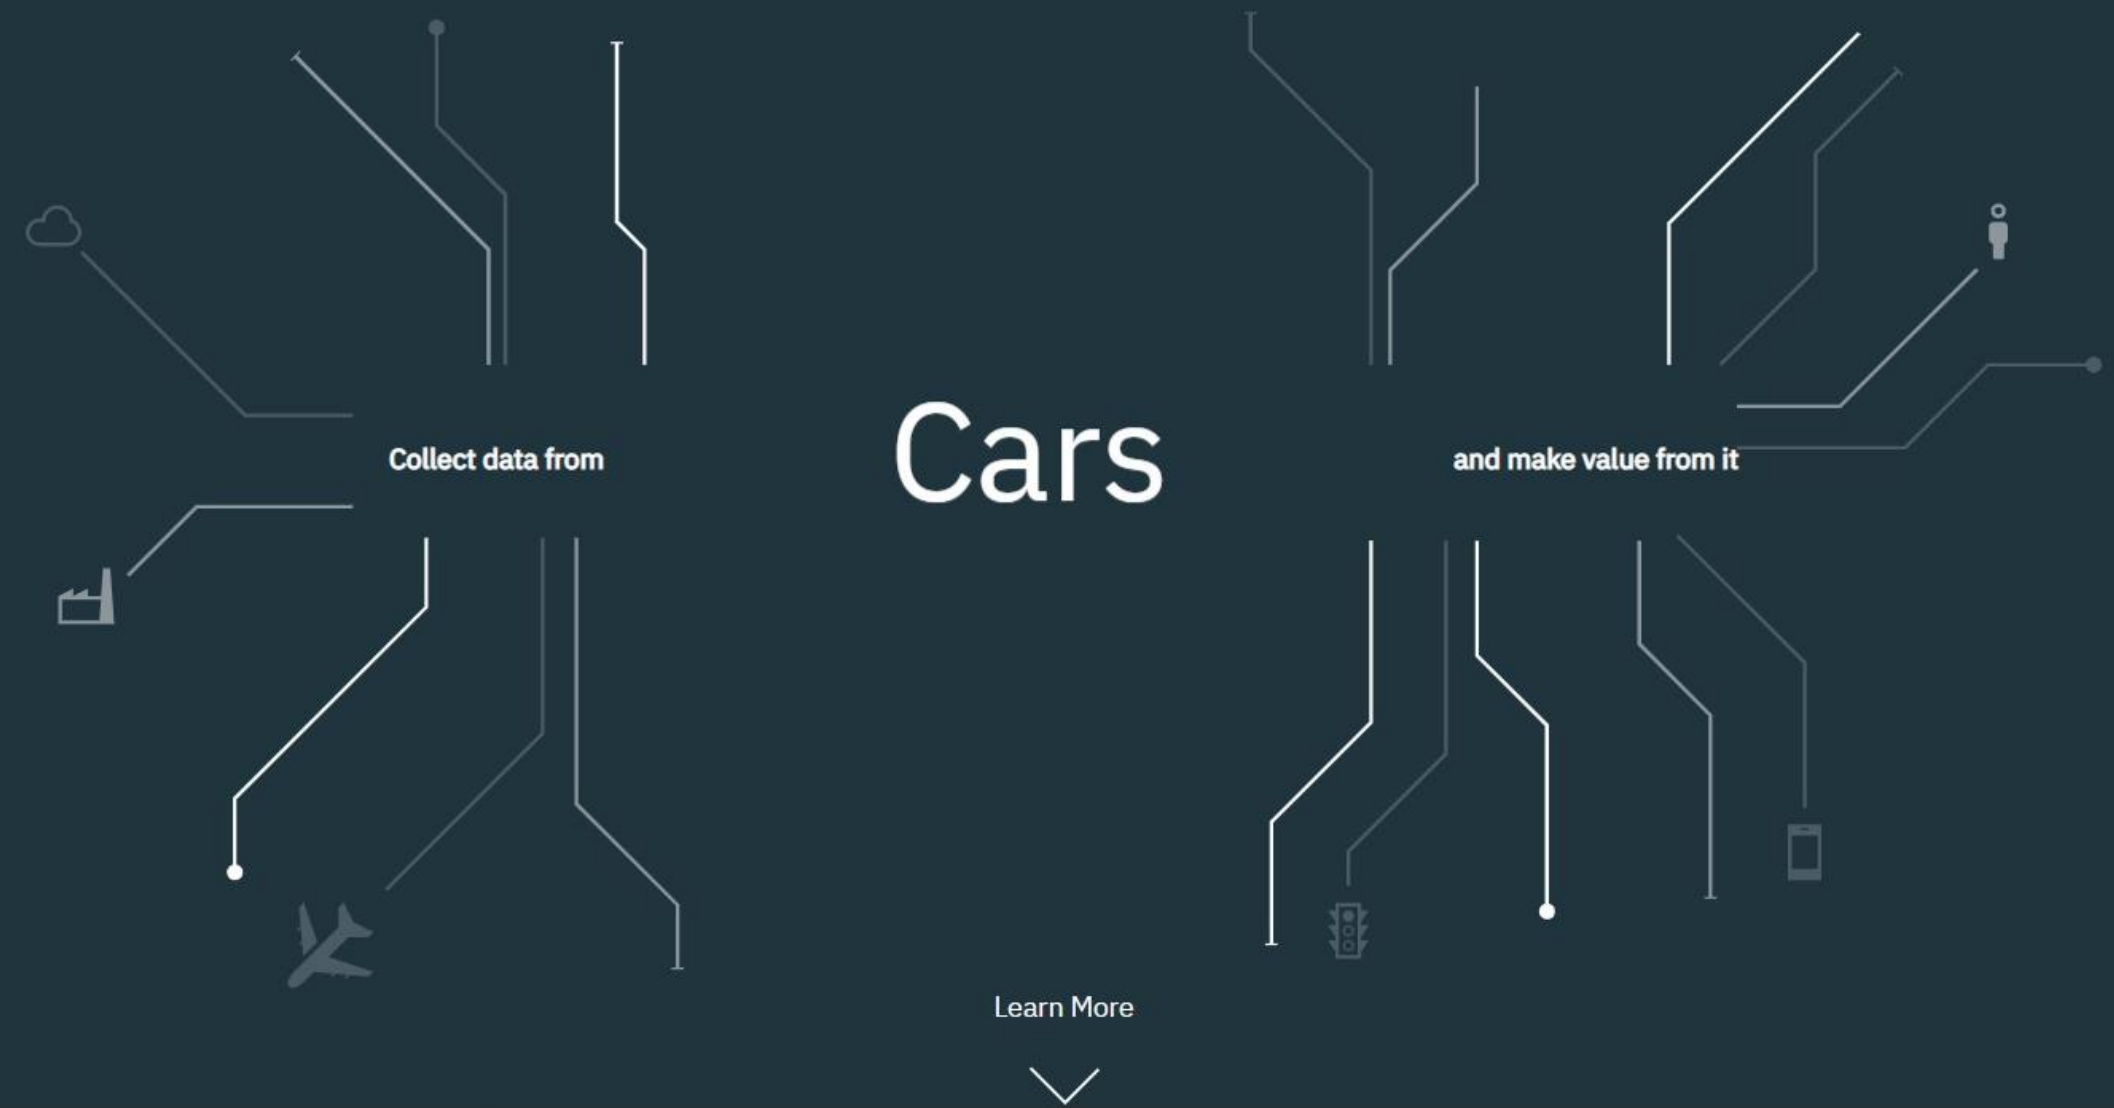 Collect data from
Cars
and make value from it
Learn More